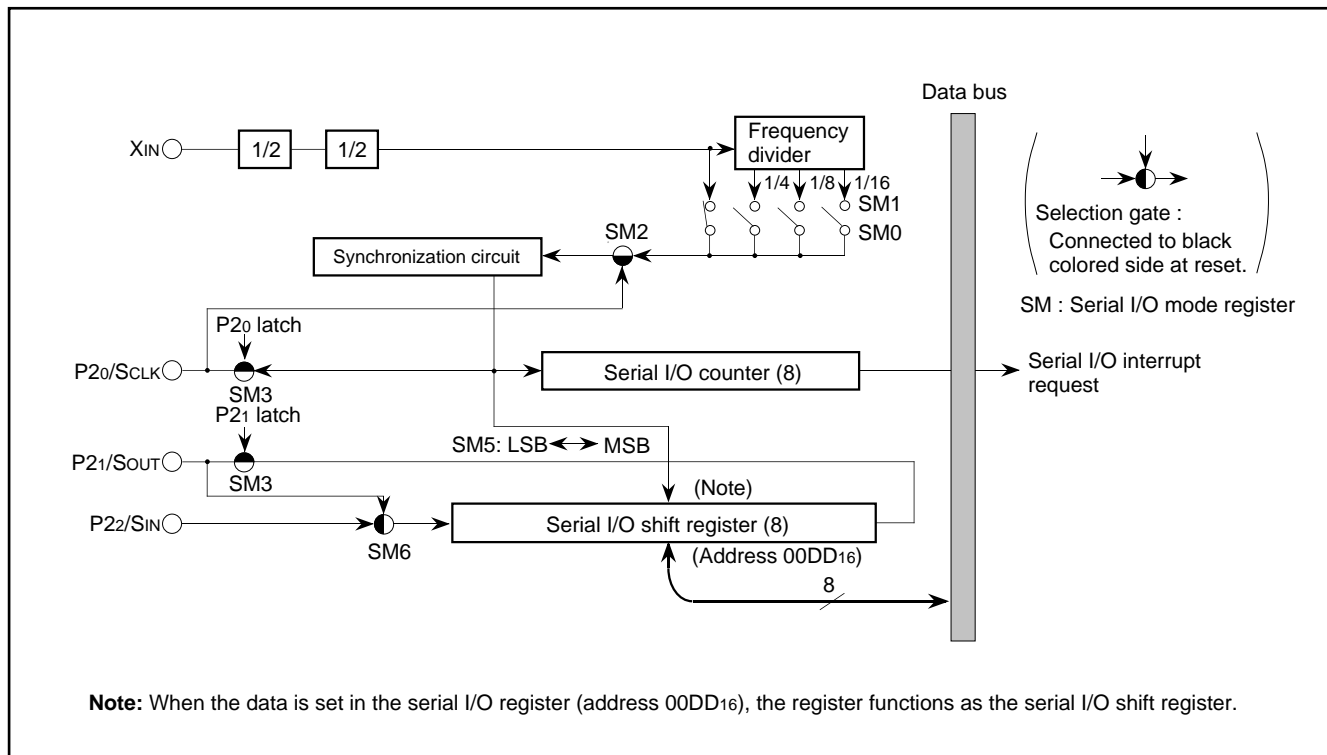 Data bus
XIN
1/2
1/2
Frequency
divider
1/4
1/8
1/16
SM1
SM0
SM2
Synchronization circuit
Selection gate :
Connected to black
colored side at reset.
SM : Serial I/O mode register
P20 latch
P20/SCLK
SM3
Serial I/O counter (8)
Serial I/O interrupt
request
P21 latch
SM5: LSB
MSB
P21/SOUT
SM3
(Note)
P22/SIN
SM6
Serial I/O shift register (8)
(Address 00DD16)
8
Note: When the data is set in the serial I/O register (address 00DD16), the register functions as the serial I/O shift register.